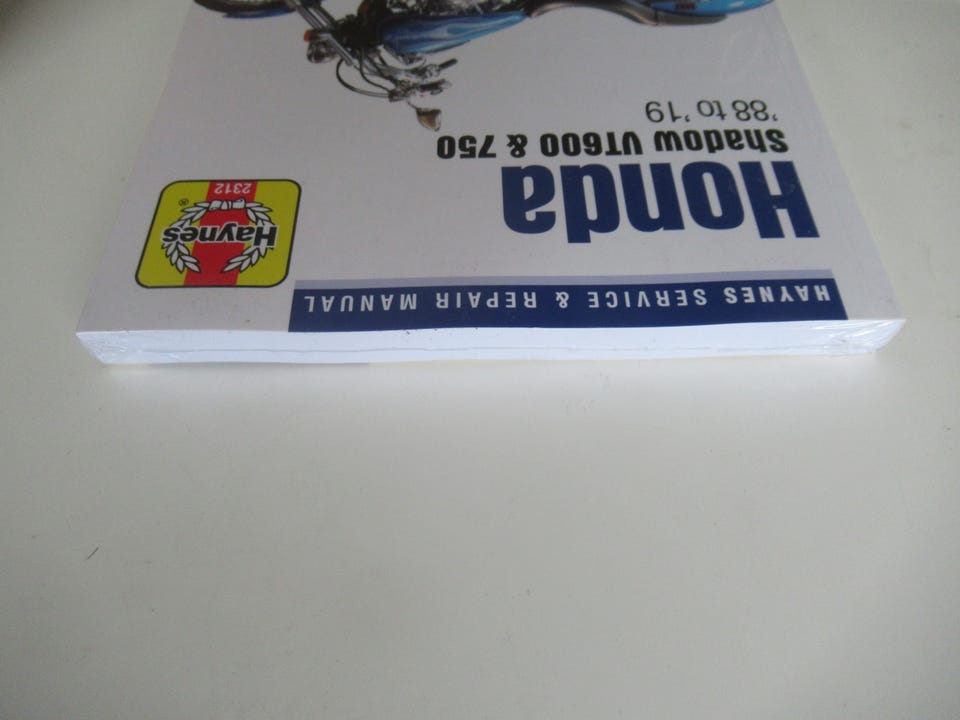 HAYNES SERVICE & REPAIR MANUAL
Honda
Shadow VT600 & 750
'88 to '19
Haynes
®
2312